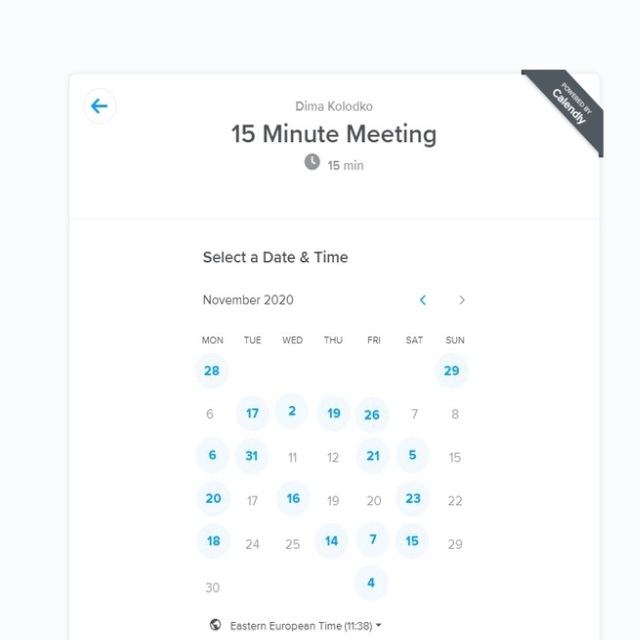 Dima Kolodko
POWERED BY
Calendly
15 Minute Meeting
15 min
Select a Date & Time
November 2020
MON TUE WED THU FRI SAT SUN
28 29
6 17 2 19 26 7 8
6 31 11 12 21 5 15
20 17 16 19 20 23 22
18 24 25 14 7 15 29
30 4
Eastern European Time (11:38)